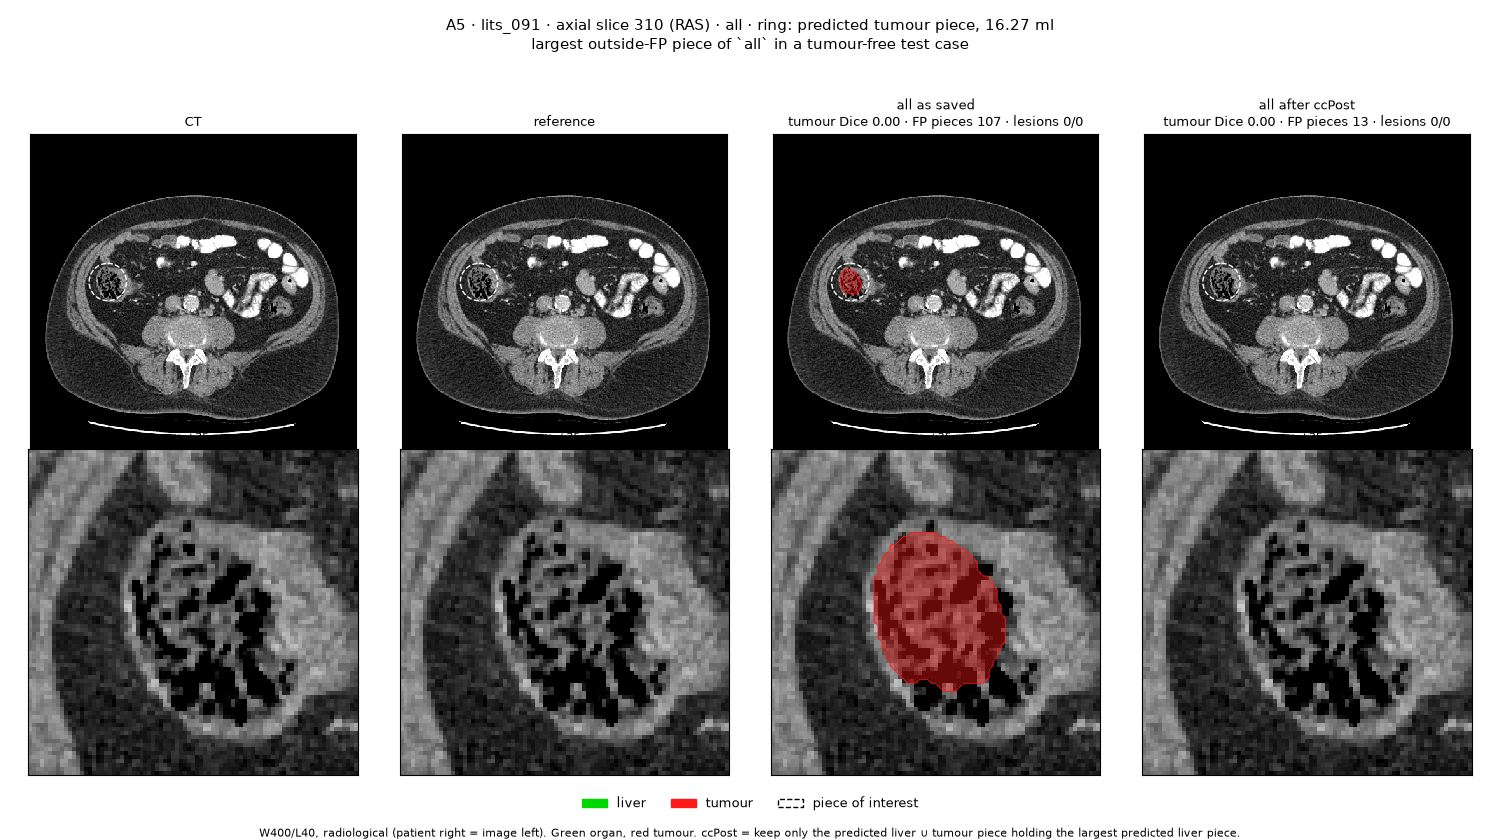 A5 · lits_091 · axial slice 310 (RAS) · all · ring: predicted tumour piece, 16.27 ml
largest outside-FP piece of `all` in a tumour-free test case
CT
reference
all as saved
tumour Dice 0.00 · FP pieces 107 · lesions 0/0
all after ccPost
tumour Dice 0.00 · FP pieces 13 · lesions 0/0
liver
tumour
piece of interest
W400/L40, radiological (patient right = image left). Green organ, red tumour. ccPost = keep only the predicted liver ∪ tumour piece holding the largest predicted liver piece.